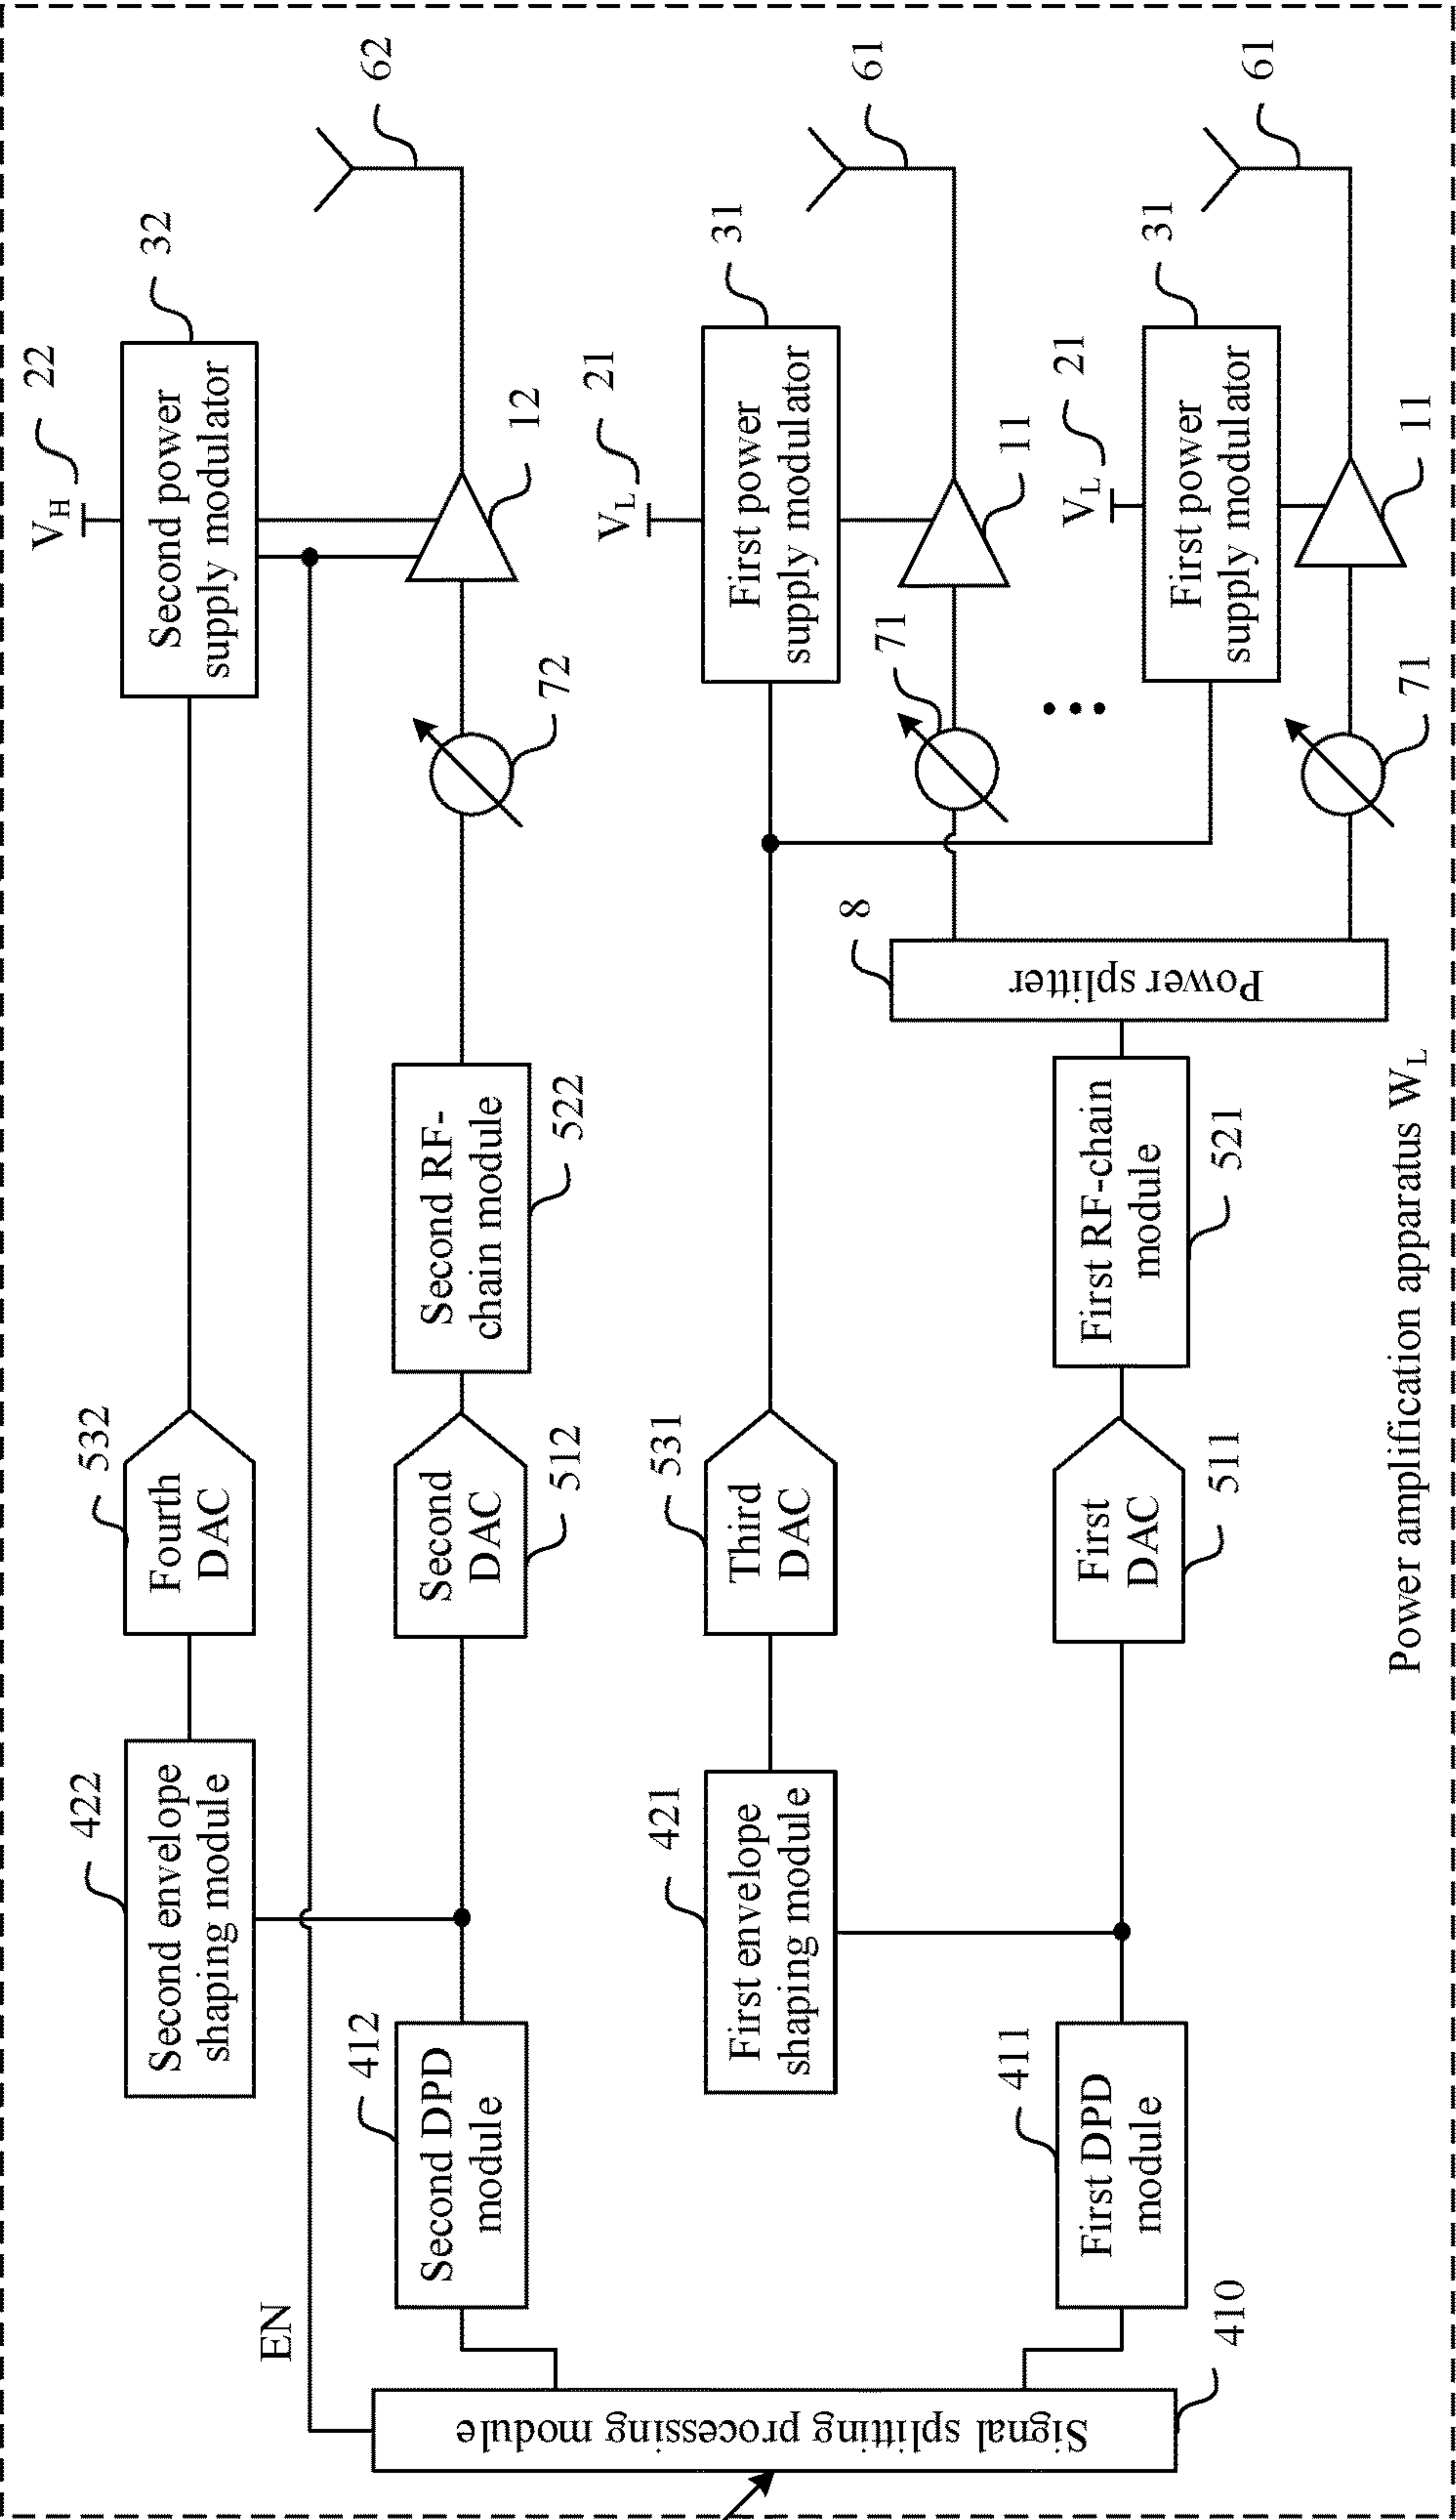 EN
Signal splitting processing module
410
Second DPD
module
412
First DPD
module
411
Second envelope
shaping module
422
First envelope
shaping module
421
Fourth
DAC
532
Second
DAC
512
Third
DAC
531
First
DAC
511
Second RF-
chain module
522
First RF-chain
module
521
Power splitter
8
72
71
71
V_H
22
Second power
supply modulator
32
12
62
V_L
21
First power
supply modulator
31
11
61
V_L
21
First power
supply modulator
31
11
61
Power amplification apparatus W_L